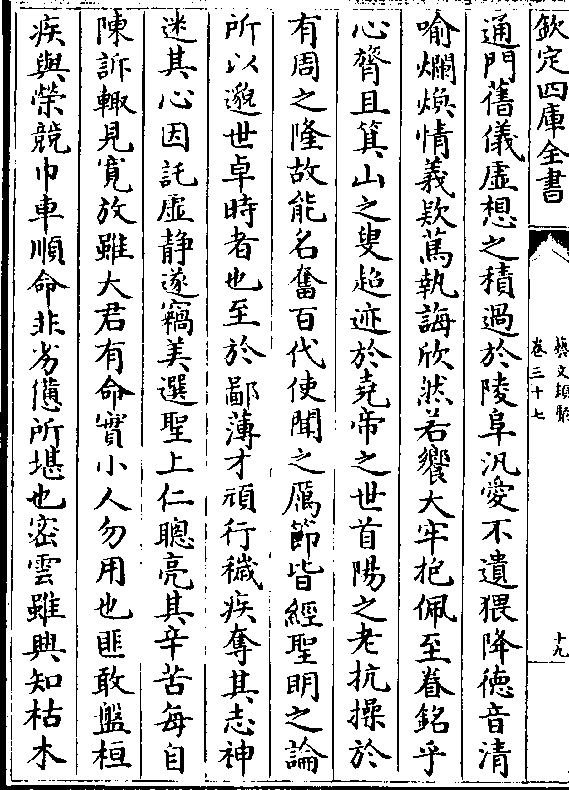 欽定四庫全書
藝文類聚
卷三十七
十九
通門舊儀虛想之積過於陵阜汎愛不遺猥降德音清
喻爛煥情義欵篤執誨欣然若饗大牢抱佩至眷銘乎
心膂且箕山之叟超迹於堯帝之世首陽之老抗操於
有周之隆故能名奮百代使聞之厲節皆經聖明之論
所以邈世卓時者也至於鄙薄才頑行穢疾奪其志神
迷其心因託虛静遂竊美選聖上仁聰亮其辛苦每自
陳訴輙見寛放雖大君有命實小人勿用也匪敢盤桓
疾與榮競巾車順命非劣憊所堪也密雲雖興知枯木